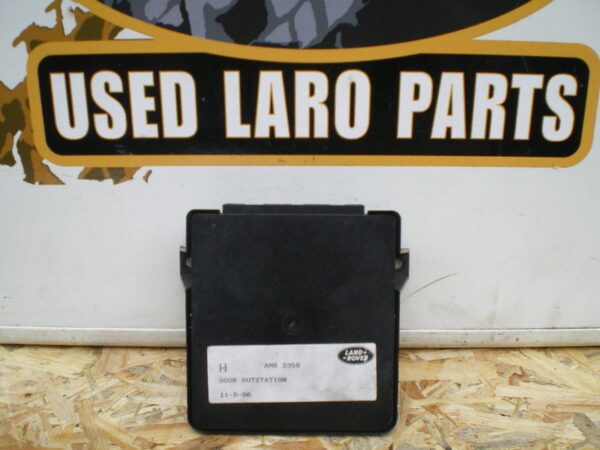 USED LARO PARTS
H AMR 3358
LAND-
ROVER
DOOR OUTSTATION
11-D-96